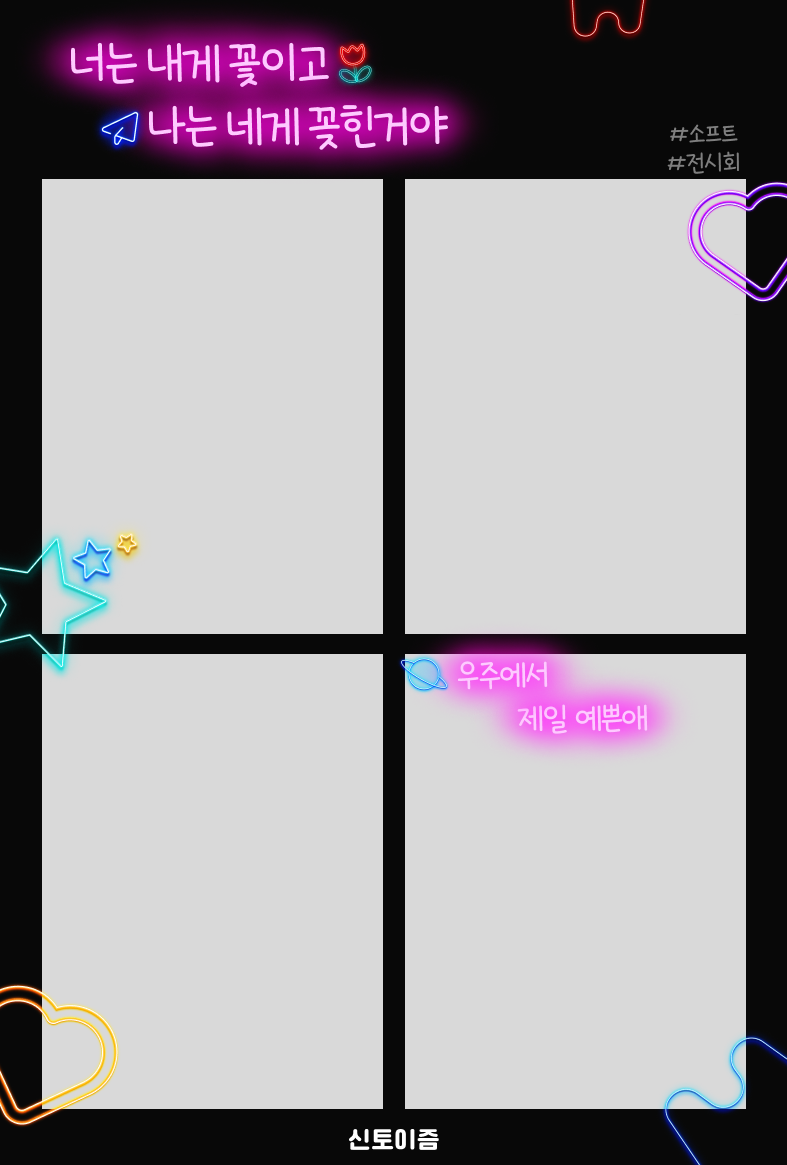 너는 내게 꽃이고
나는 네게 꽂힌거야
#소프트
#전시회
우주에서
제일 예쁜애
신토이즘